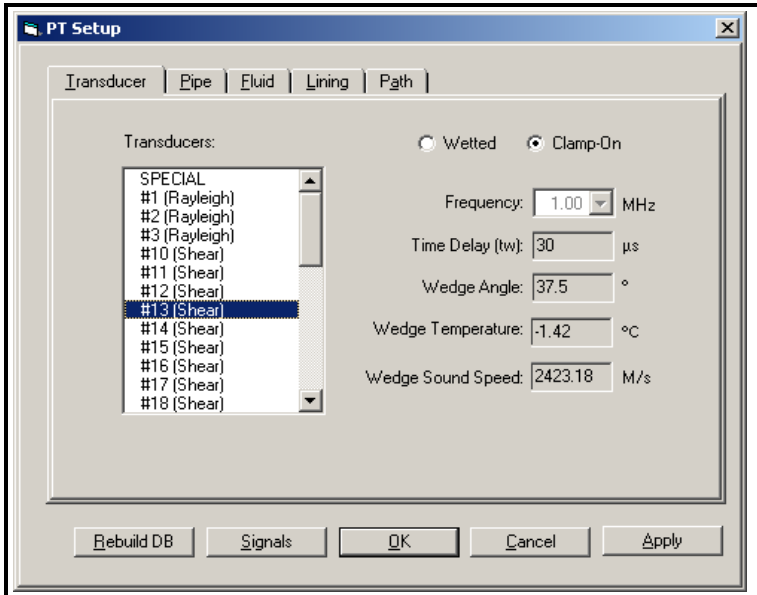 PT Setup
Transducer Pipe Fluid Lining Path
Transducers:
Wetted Clamp-On
SPECIAL
#1 (Rayleigh)
#2 (Rayleigh)
#3 (Rayleigh)
#10 (Shear)
#11 (Shear)
#12 (Shear)
#13 (Shear)
#14 (Shear)
#15 (Shear)
#16 (Shear)
#17 (Shear)
#18 (Shear)
Frequency: 1.00 MHz
Time Delay (tw): 30 µs
Wedge Angle: 37.5 °
Wedge Temperature: -1.42 °C
Wedge Sound Speed: 2423.18 M/s
Rebuild DB Signals OK Cancel Apply